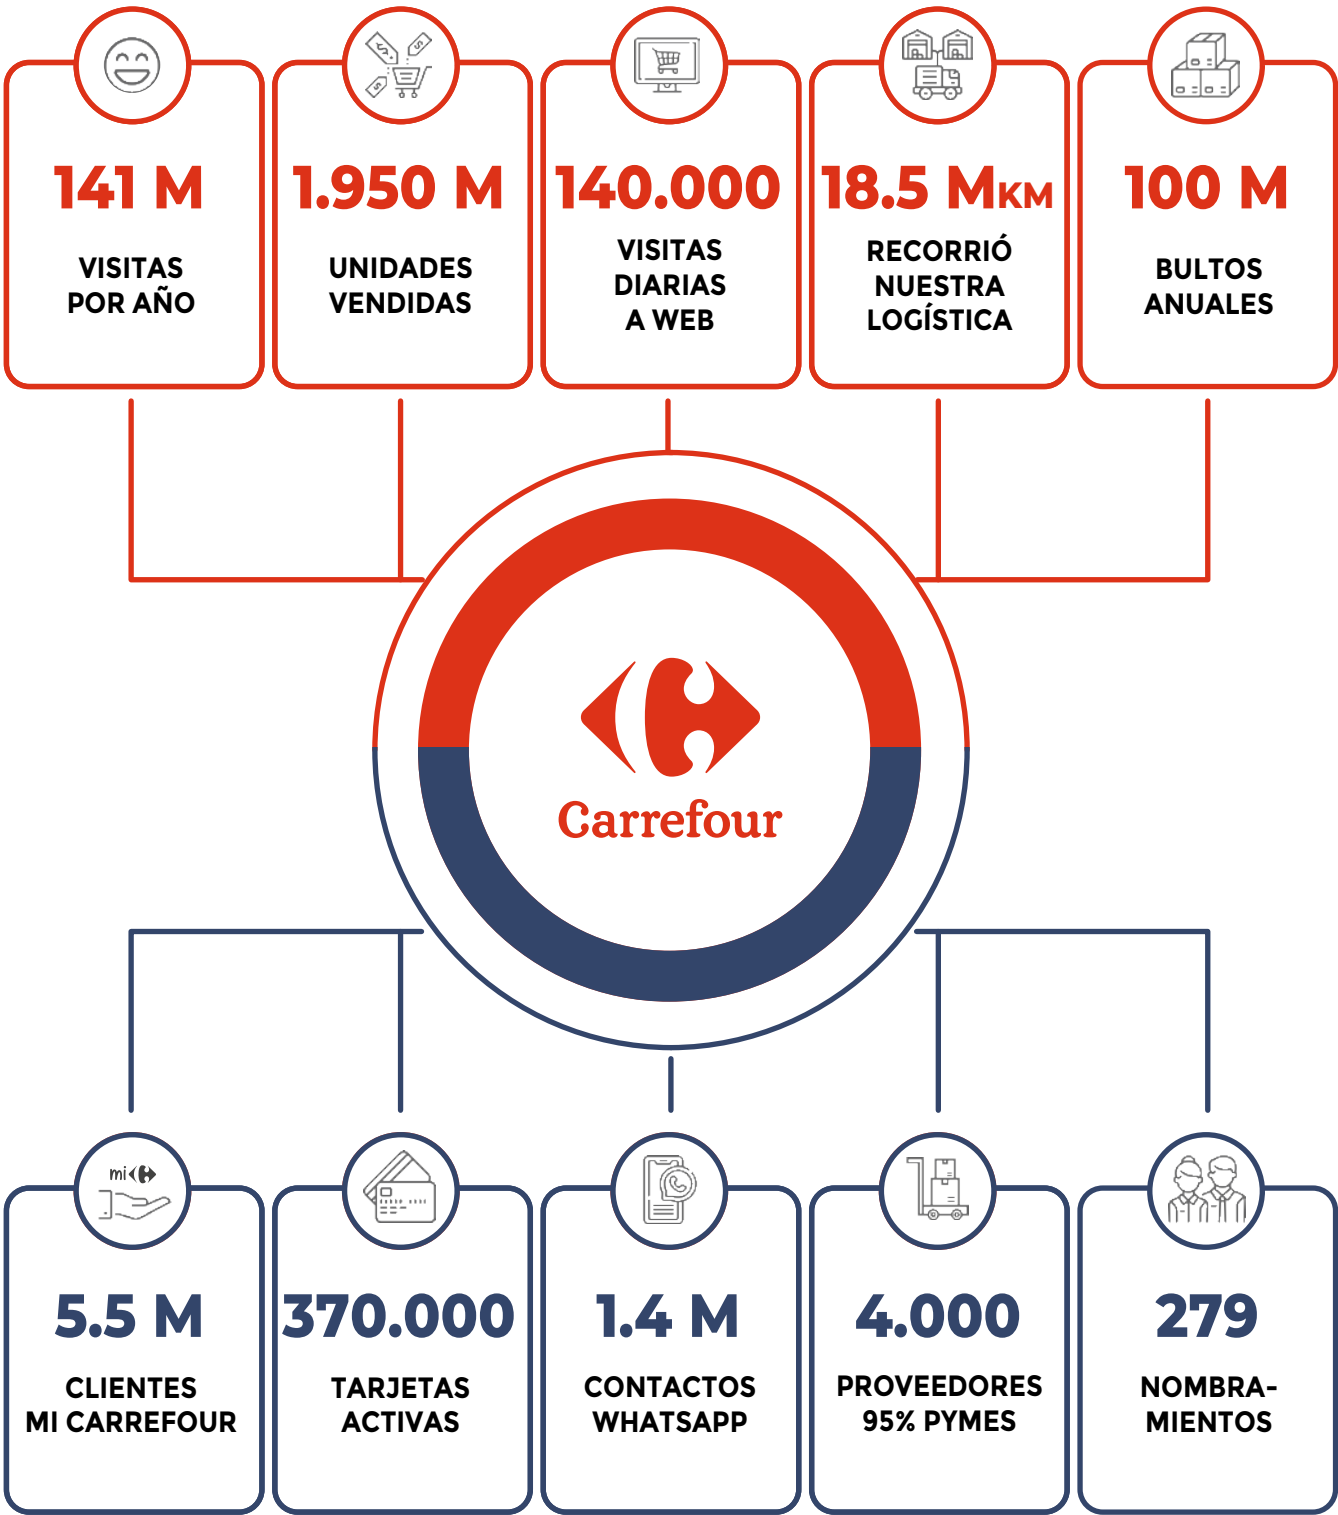 141 M
VISITAS
POR AÑO
1.950 M
UNIDADES
VENDIDAS
140.000
VISITAS
DIARIAS
A WEB
18.5 MKM
RECORRIÓ
NUESTRA
LOGÍSTICA
100 M
BULTOS
ANUALES
Carrefour
mi
5.5 M
CLIENTES
MI CARREFOUR
370.000
TARJETAS
ACTIVAS
1.4 M
CONTACTOS
WHATSAPP
4.000
PROVEEDORES
95% PYMES
279
NOMBRA-
MIENTOS